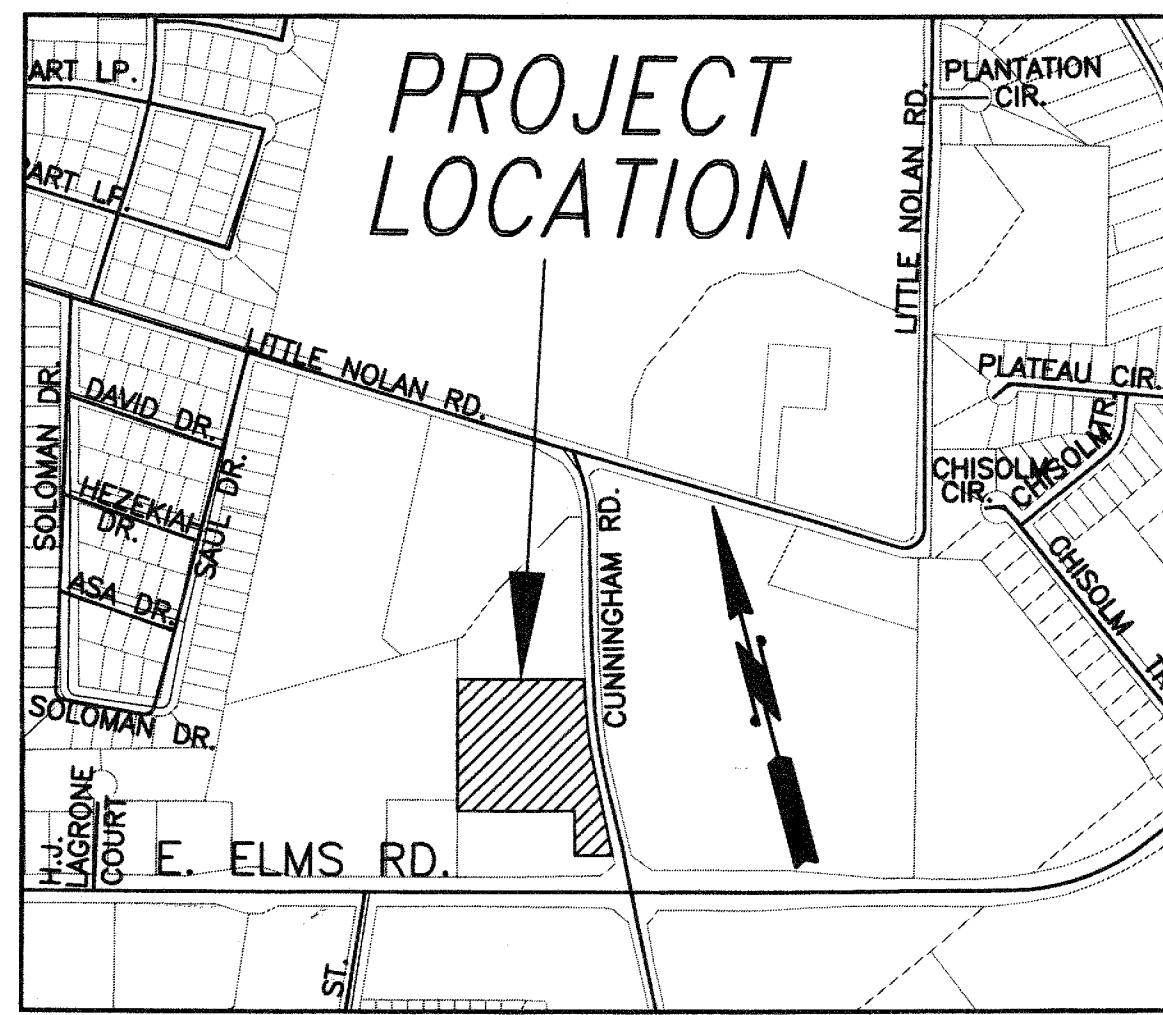 ART LP.
ART LP.
PROJECT
LOCATION
LITTLE NOLAN RD.
PLANTATION
CIR.
LITTLE NOLAN RD.
SOLOMAN DR.
DAVID DR.
HEZEKIAH
DR.
SAUL DR.
ASA DR.
SOLOMAN DR.
CUNNINGHAM RD.
PLATEAU CIR.
CHISOLM
CIR.
CHISOLM TR.
CHISOLM
H.J.
LAGRONE
COURT
E. ELMS RD.
ST.